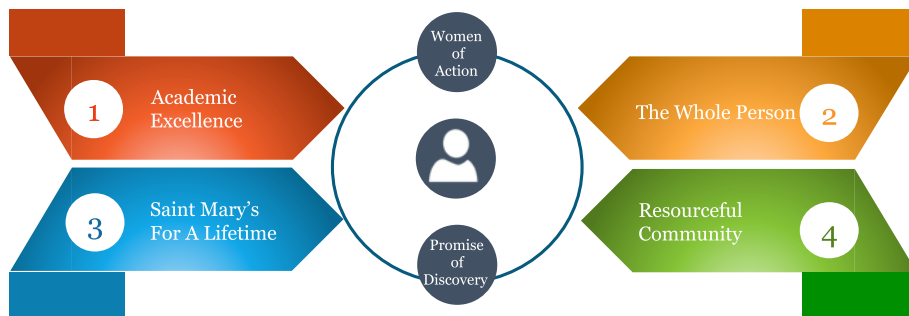 Women
of
Action
1
Academic
Excellence
The Whole Person
2
3
Saint Mary’s
For A Lifetime
Resourceful
Community
4
Promise
of
Discovery